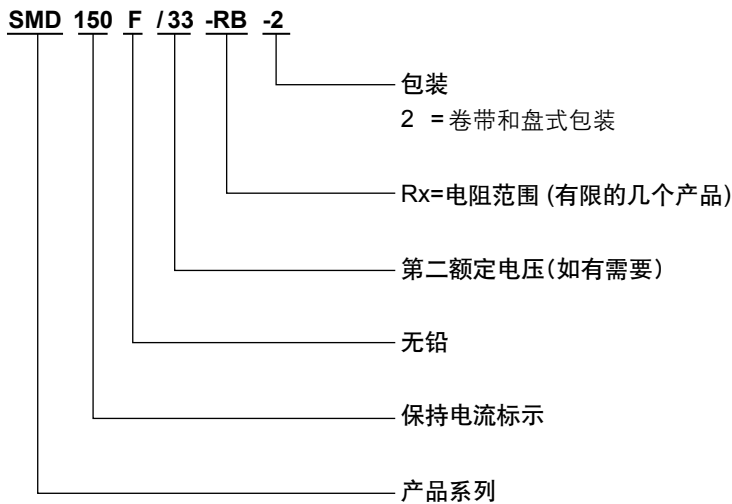 SMD 150 F /33 -RB -2
包装
2 =卷带和盘式包装
Rx=电阻范围 (有限的几个产品)
第二额定电压（如有需要）
无铅
保持电流标示
产品系列